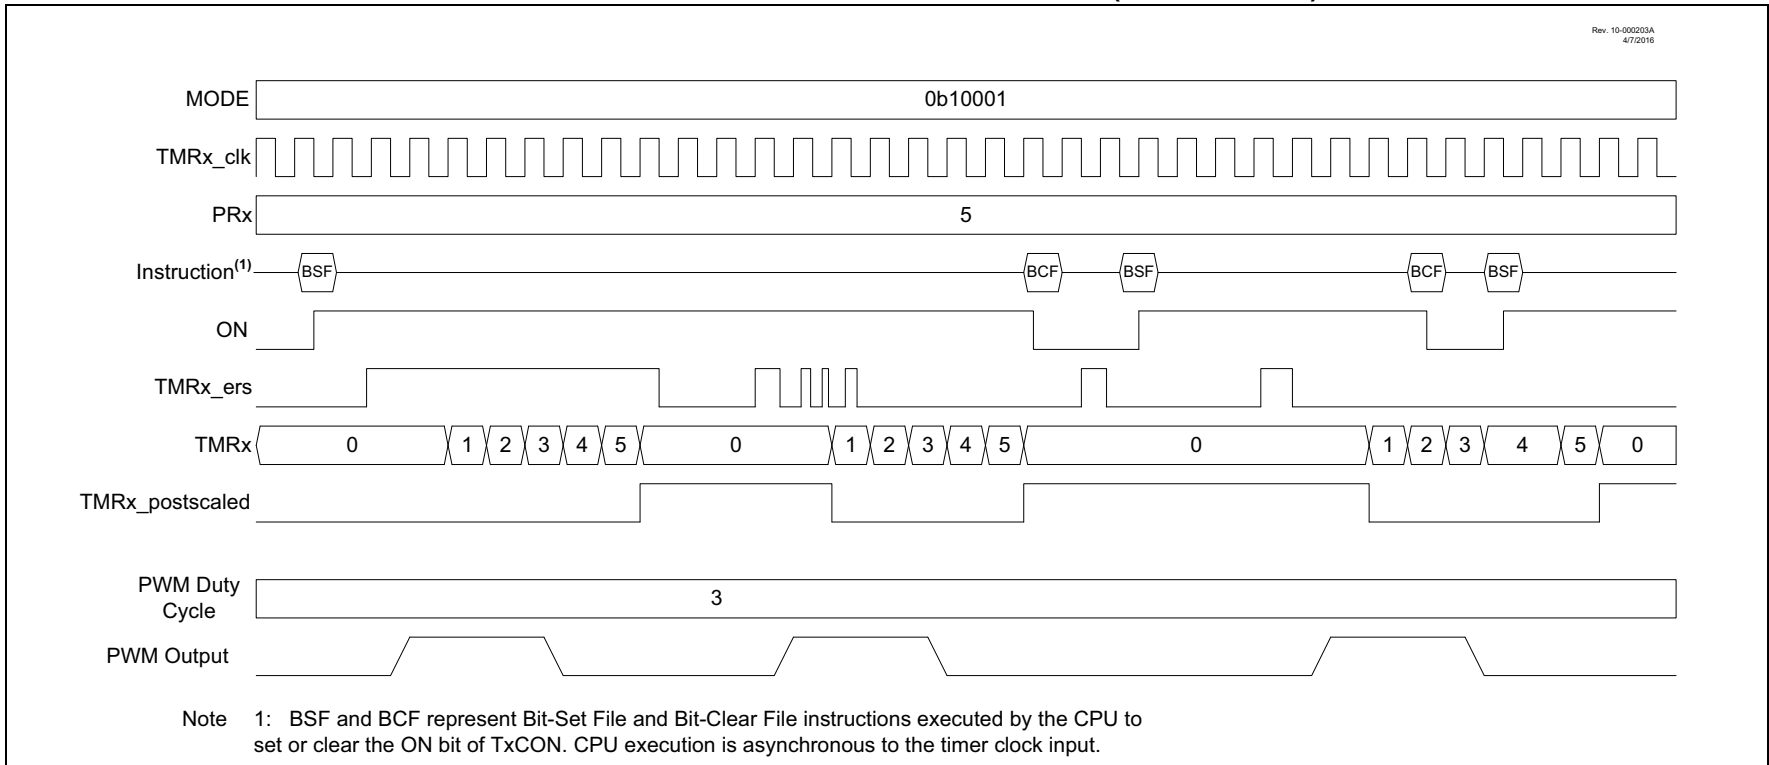 Rev. 10-000203A
4/7/2016
MODE 0b10001
TMRx_clk
PRx 5
Instruction(1) BSF BCF BSF BCF BSF
ON
TMRx_ers
TMRx 0 1 2 3 4 5 0 1 2 3 4 5 0 1 2 3 4 5 0
TMRx_postscaled
PWM Duty
Cycle 3
PWM Output
Note 1: BSF and BCF represent Bit-Set File and Bit-Clear File instructions executed by the CPU to
set or clear the ON bit of TxCON. CPU execution is asynchronous to the timer clock input.